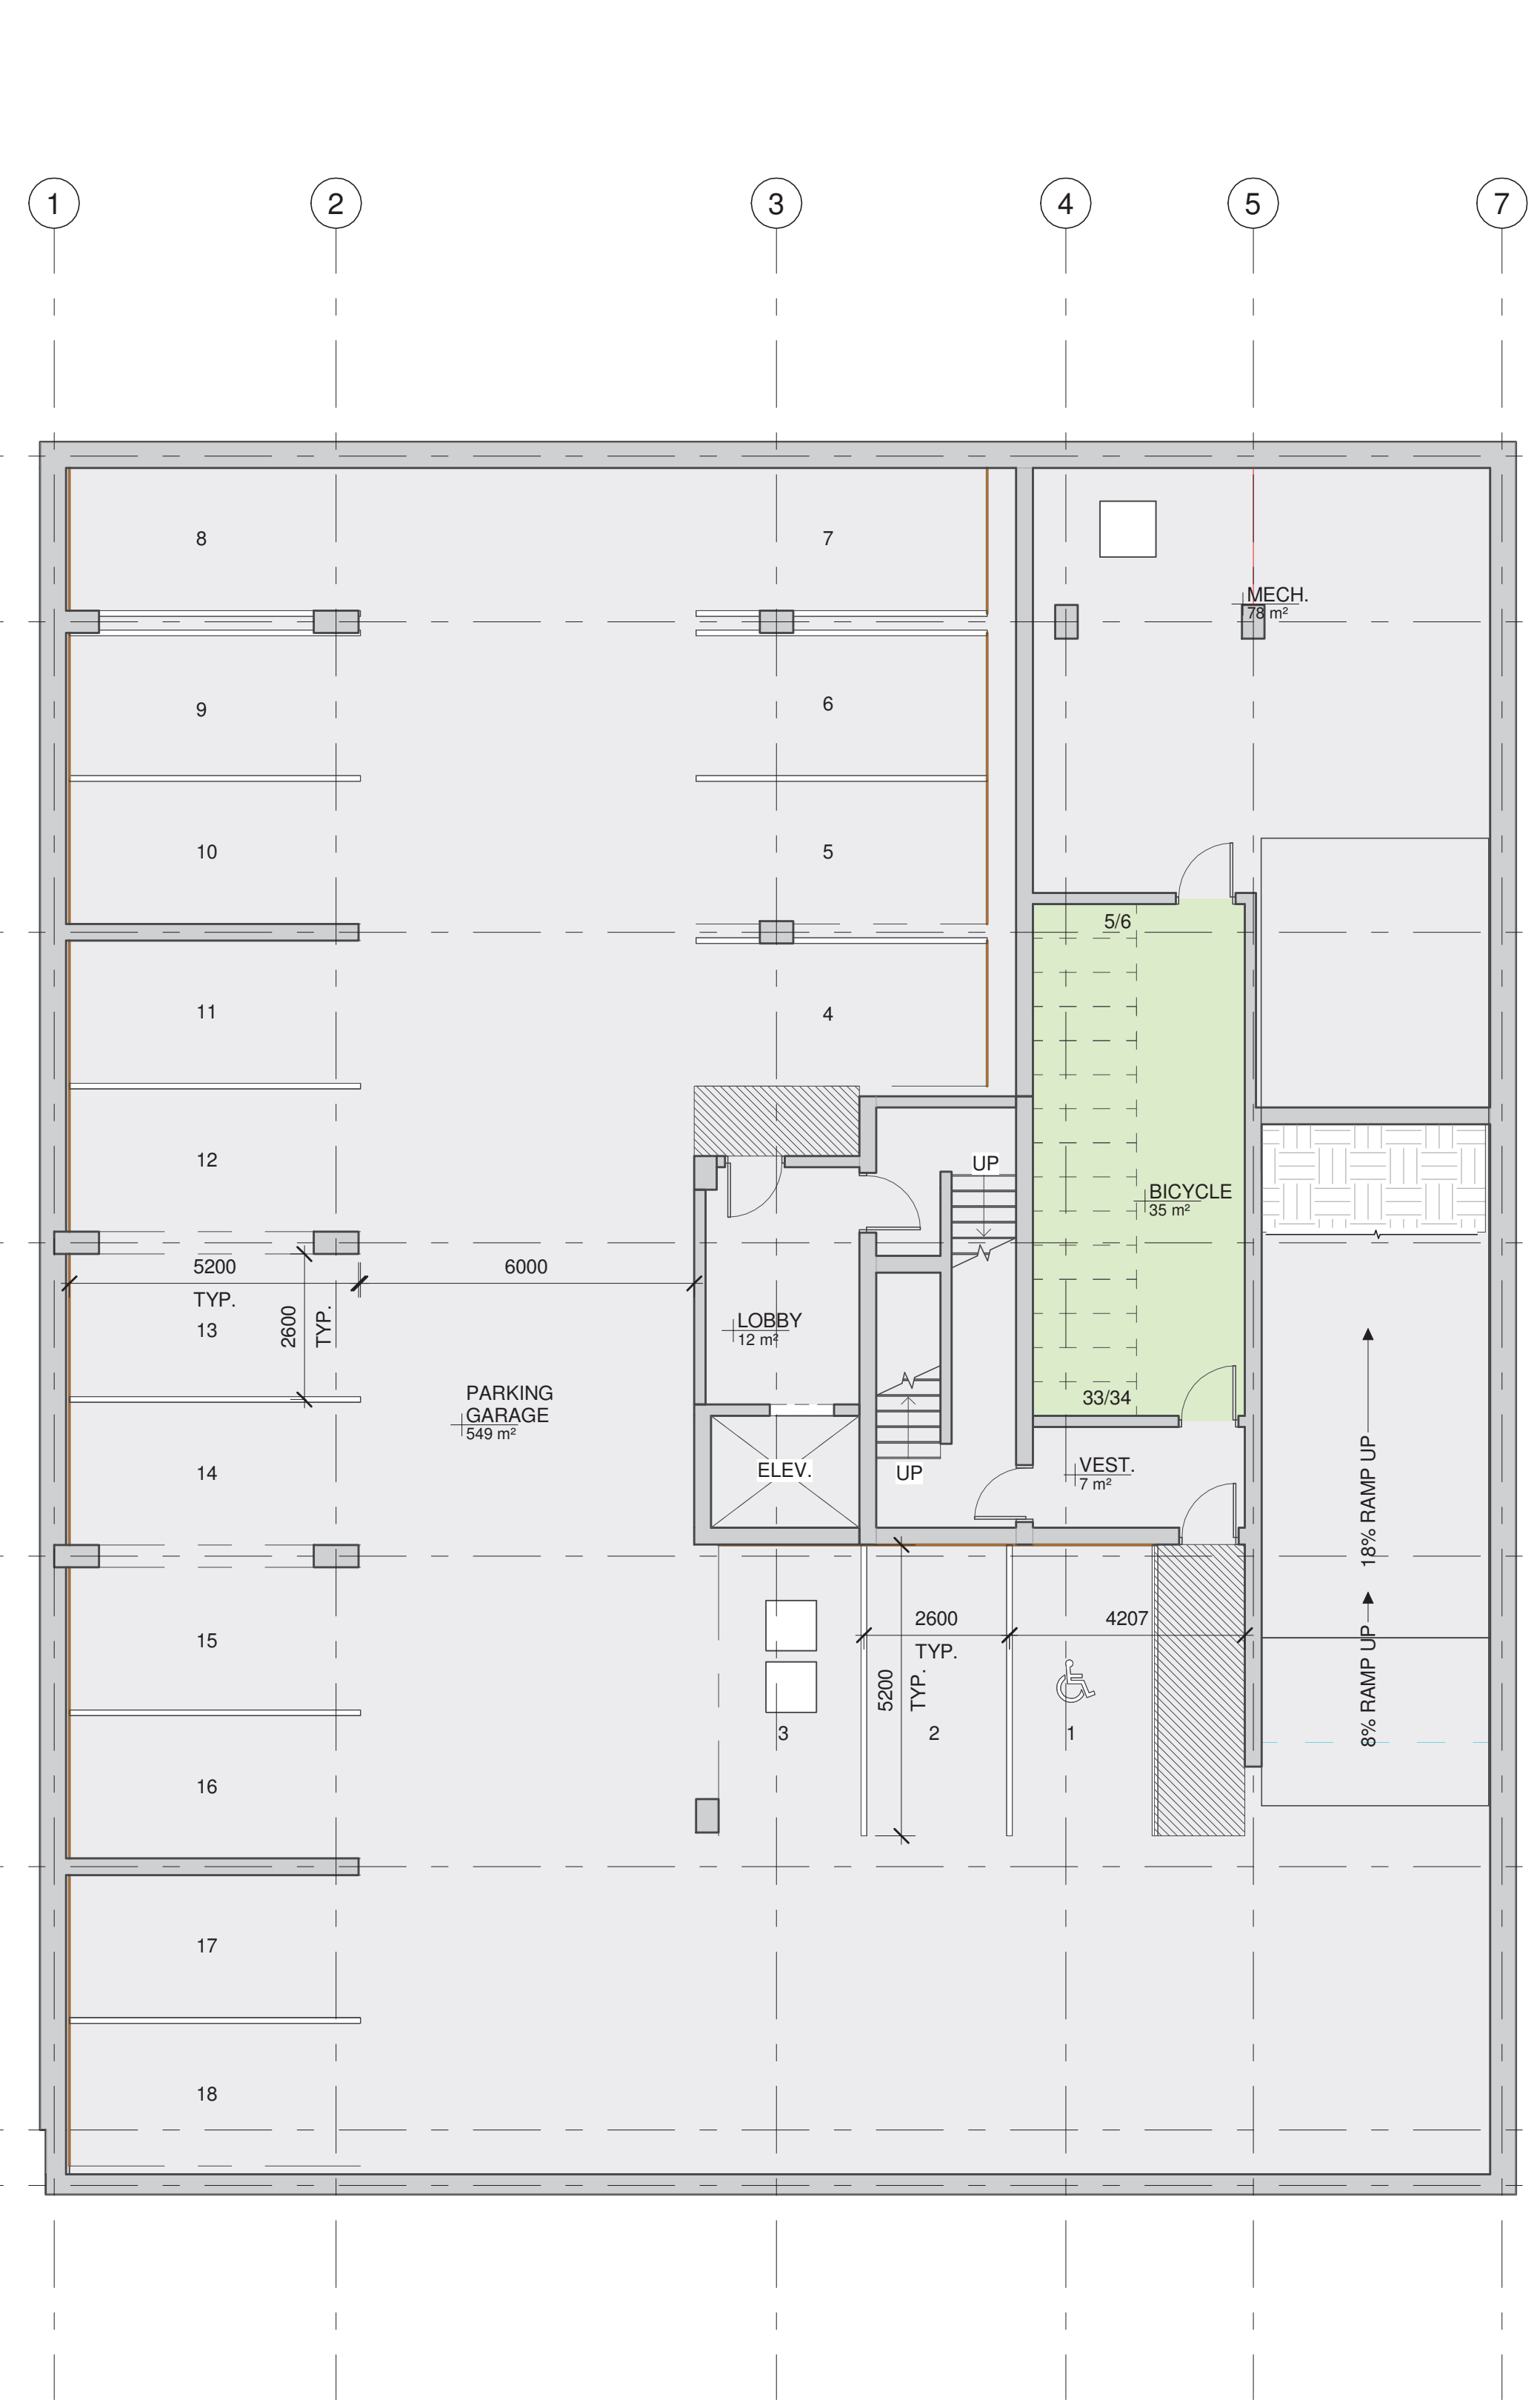 1
2
3
4
5
7
8
7
MECH.
78 m²
9
6
10
5
5/6
11
4
12
UP
BICYCLE
35 m²
5200
TYP.
6000
13
2600
TYP.
LOBBY
12 m²
PARKING
GARAGE
549 m²
33/34
14
ELEV.
UP
VEST.
7 m²
18% RAMP UP
15
2600
TYP.
4207
5200
TYP.
8% RAMP UP
3
2
1
16
17
18